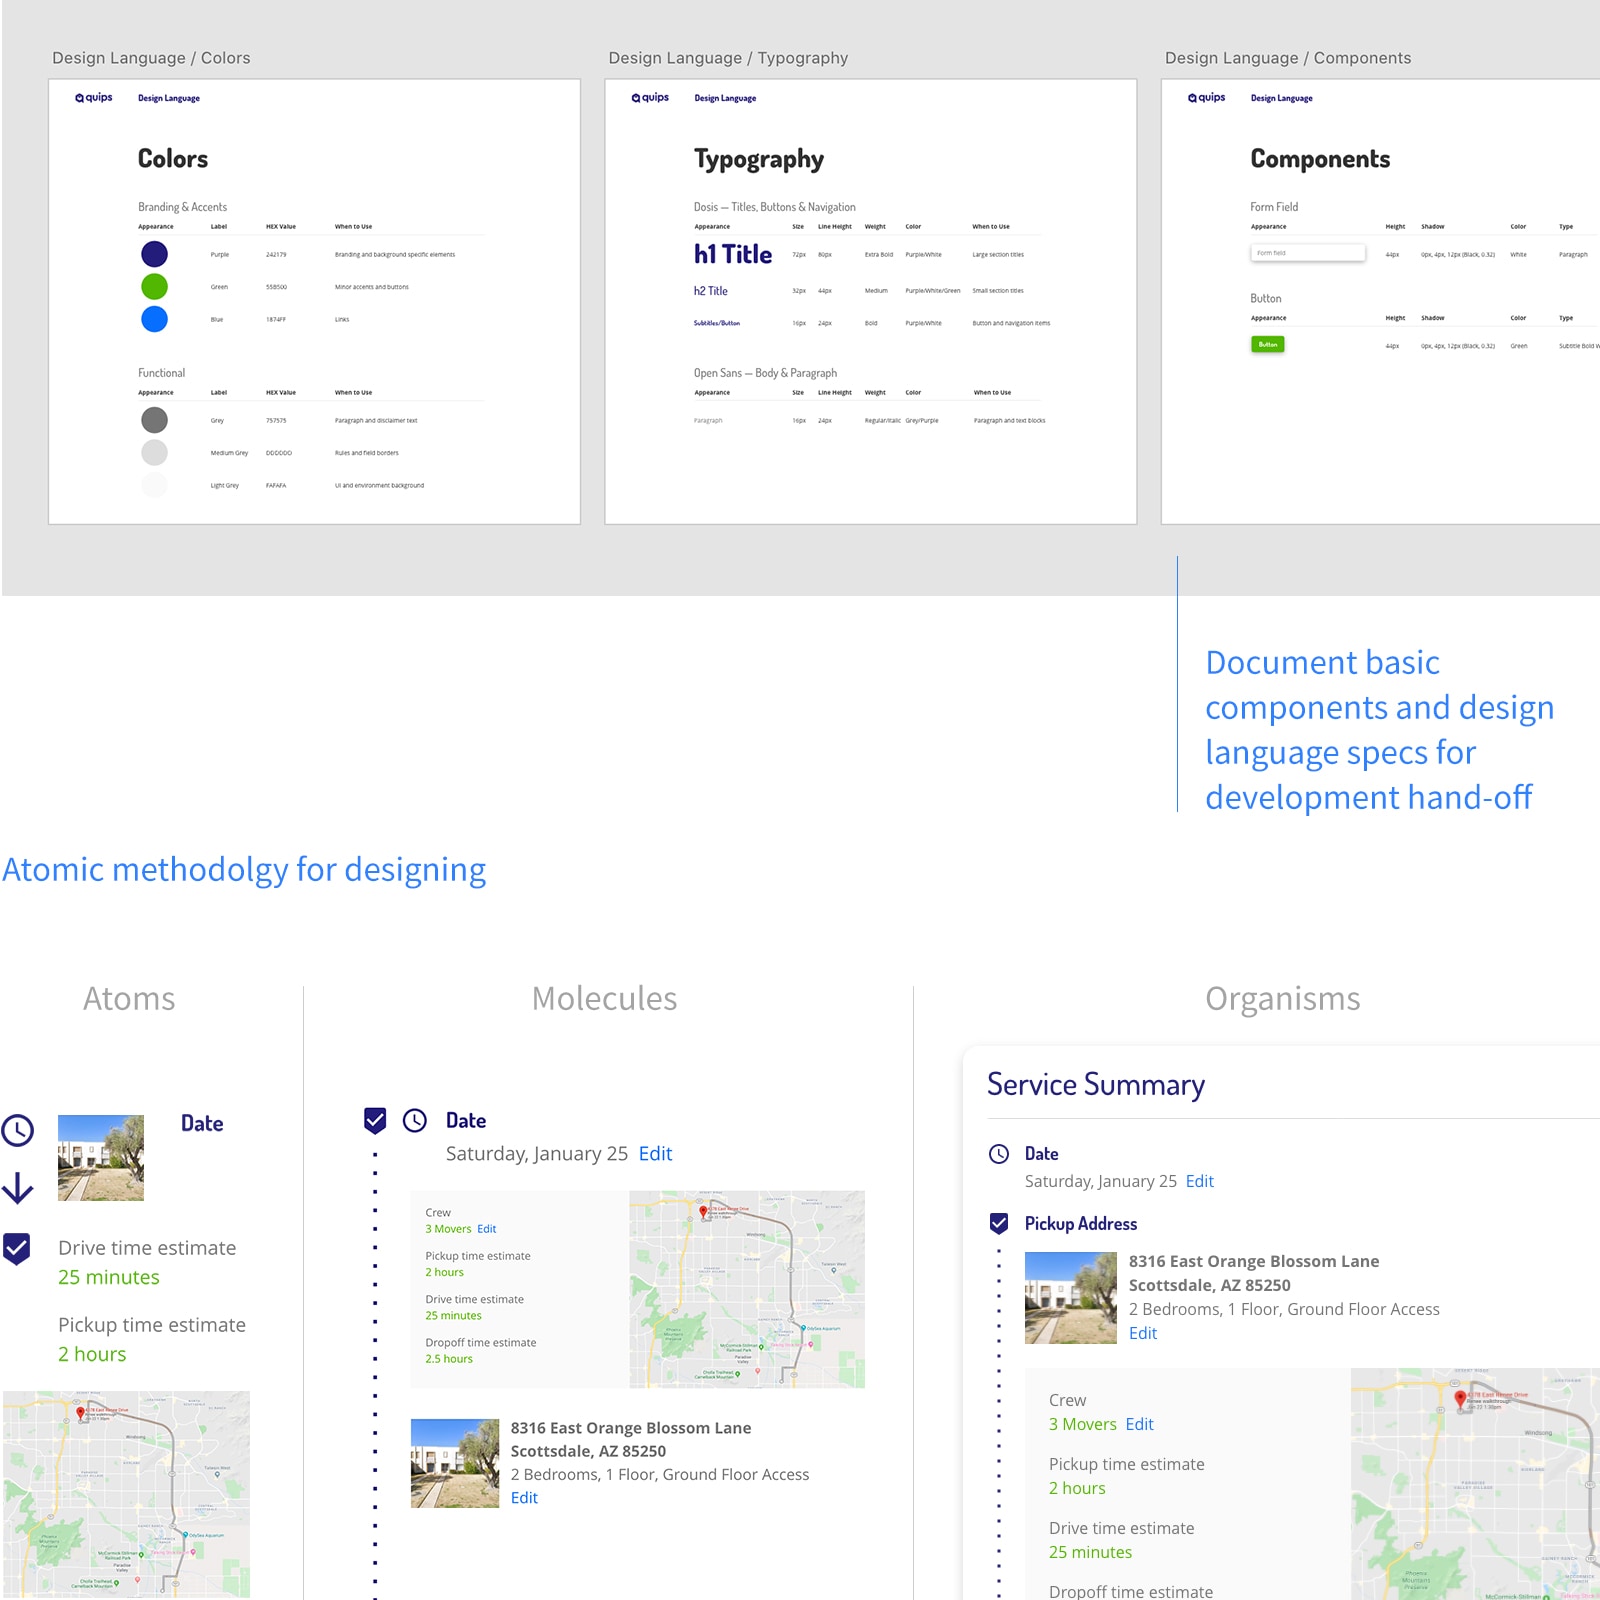 Design Language / Colors
Design Language / Typography
Design Language / Components
quips Design Language
Colors
Branding & Accents
Appearance Label HEX Value When to Use
Purple 242179 Branding and background specific elements
Green 55B500 Minor accents and buttons
Blue 1874FF Links
Functional
Appearance Label HEX Value When to Use
Grey 757575 Paragraph and disclaimer text
Medium Grey DDDDDD Rules and field borders
Light Grey FAFAFA UI and environment background
quips Design Language
Typography
Dosis — Titles, Buttons & Navigation
Appearance Size Line Height Weight Color When to Use
h1 Title 72px 80px Extra Bold Purple/White Large section titles
h2 Title 32px 44px Medium Purple/White/Green Small section titles
Subtitles/Button 16px 24px Bold Purple/White Button and navigation items
Open Sans — Body & Paragraph
Appearance Size Line Height Weight Color When to Use
Paragraph 16px 24px Regular/Italic Grey/Purple Paragraph and text blocks
quips Design Language
Components
Form Field
Appearance Height Shadow Color Type
Form field 44px 0px, 4px, 12px (Black, 0.32) White Paragraph
Button
Appearance Height Shadow Color Type
Button 44px 0px, 4px, 12px (Black, 0.32) Green Subtitle Bold W
Document basic
components and design
language specs for
development hand-off
Atomic methodolgy for designing
Atoms
Date
Drive time estimate
25 minutes
Pickup time estimate
2 hours
Molecules
Date
Saturday, January 25 Edit
Crew
3 Movers Edit
Pickup time estimate
2 hours
Drive time estimate
25 minutes
Dropoff time estimate
2.5 hours
8316 East Orange Blossom Lane
Scottsdale, AZ 85250
2 Bedrooms, 1 Floor, Ground Floor Access
Edit
Organisms
Service Summary
Date
Saturday, January 25 Edit
Pickup Address
8316 East Orange Blossom Lane
Scottsdale, AZ 85250
2 Bedrooms, 1 Floor, Ground Floor Access
Edit
Crew
3 Movers Edit
Pickup time estimate
2 hours
Drive time estimate
25 minutes
Dropoff time estimate